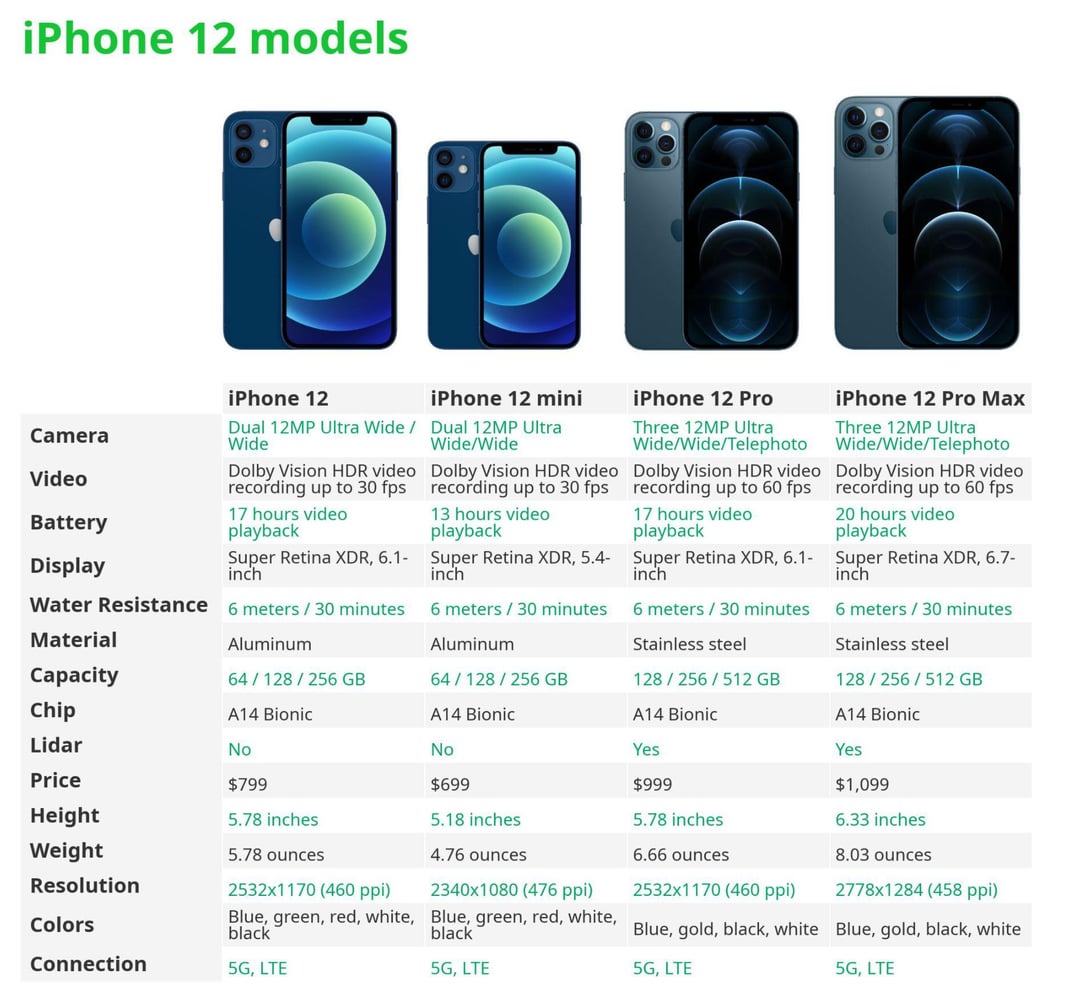 iPhone 12 models
iPhone 12 iPhone 12 mini iPhone 12 Pro iPhone 12 Pro Max
Camera
Dual 12MP Ultra Wide /
Wide
Dual 12MP Ultra
Wide/Wide
Three 12MP Ultra
Wide/Wide/Telephoto
Three 12MP Ultra
Wide/Wide/Telephoto
Video
Dolby Vision HDR video
recording up to 30 fps
Dolby Vision HDR video
recording up to 30 fps
Dolby Vision HDR video
recording up to 60 fps
Dolby Vision HDR video
recording up to 60 fps
Battery
17 hours video
playback
13 hours video
playback
17 hours video
playback
20 hours video
playback
Display
Super Retina XDR, 6.1-
inch
Super Retina XDR, 5.4-
inch
Super Retina XDR, 6.1-
inch
Super Retina XDR, 6.7-
inch
Water Resistance 6 meters / 30 minutes 6 meters / 30 minutes 6 meters / 30 minutes 6 meters / 30 minutes
Material Aluminum Aluminum Stainless steel Stainless steel
Capacity 64 / 128 / 256 GB 64 / 128 / 256 GB 128 / 256 / 512 GB 128 / 256 / 512 GB
Chip A14 Bionic A14 Bionic A14 Bionic A14 Bionic
Lidar No No Yes Yes
Price $799 $699 $999 $1,099
Height 5.78 inches 5.18 inches 5.78 inches 6.33 inches
Weight 5.78 ounces 4.76 ounces 6.66 ounces 8.03 ounces
Resolution 2532x1170 (460 ppi) 2340x1080 (476 ppi) 2532x1170 (460 ppi) 2778x1284 (458 ppi)
Colors
Blue, green, red, white,
black
Blue, green, red, white,
black
Blue, gold, black, white
Blue, gold, black, white
Connection 5G, LTE 5G, LTE 5G, LTE 5G, LTE